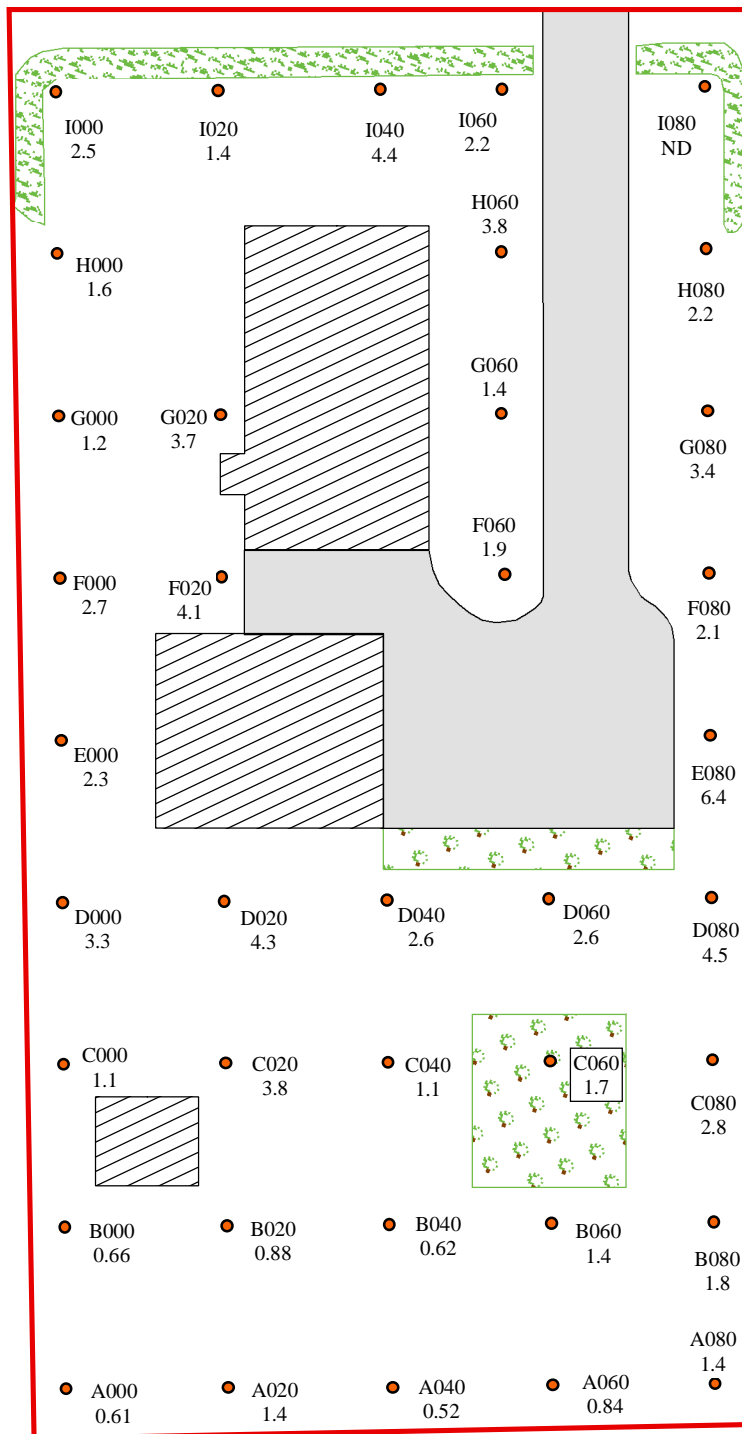 I000
2.5
I020
1.4
I040
4.4
I060
2.2
I080
ND
H000
1.6
H060
3.8
H080
2.2
G000
1.2
G020
3.7
G060
1.4
G080
3.4
F000
2.7
F020
4.1
F060
1.9
F080
2.1
E000
2.3
E080
6.4
D000
3.3
D020
4.3
D040
2.6
D060
2.6
D080
4.5
C000
1.1
C020
3.8
C040
1.1
C060
1.7
C080
2.8
B000
0.66
B020
0.88
B040
0.62
B060
1.4
B080
1.8
A000
0.61
A020
1.4
A040
0.52
A060
0.84
A080
1.4